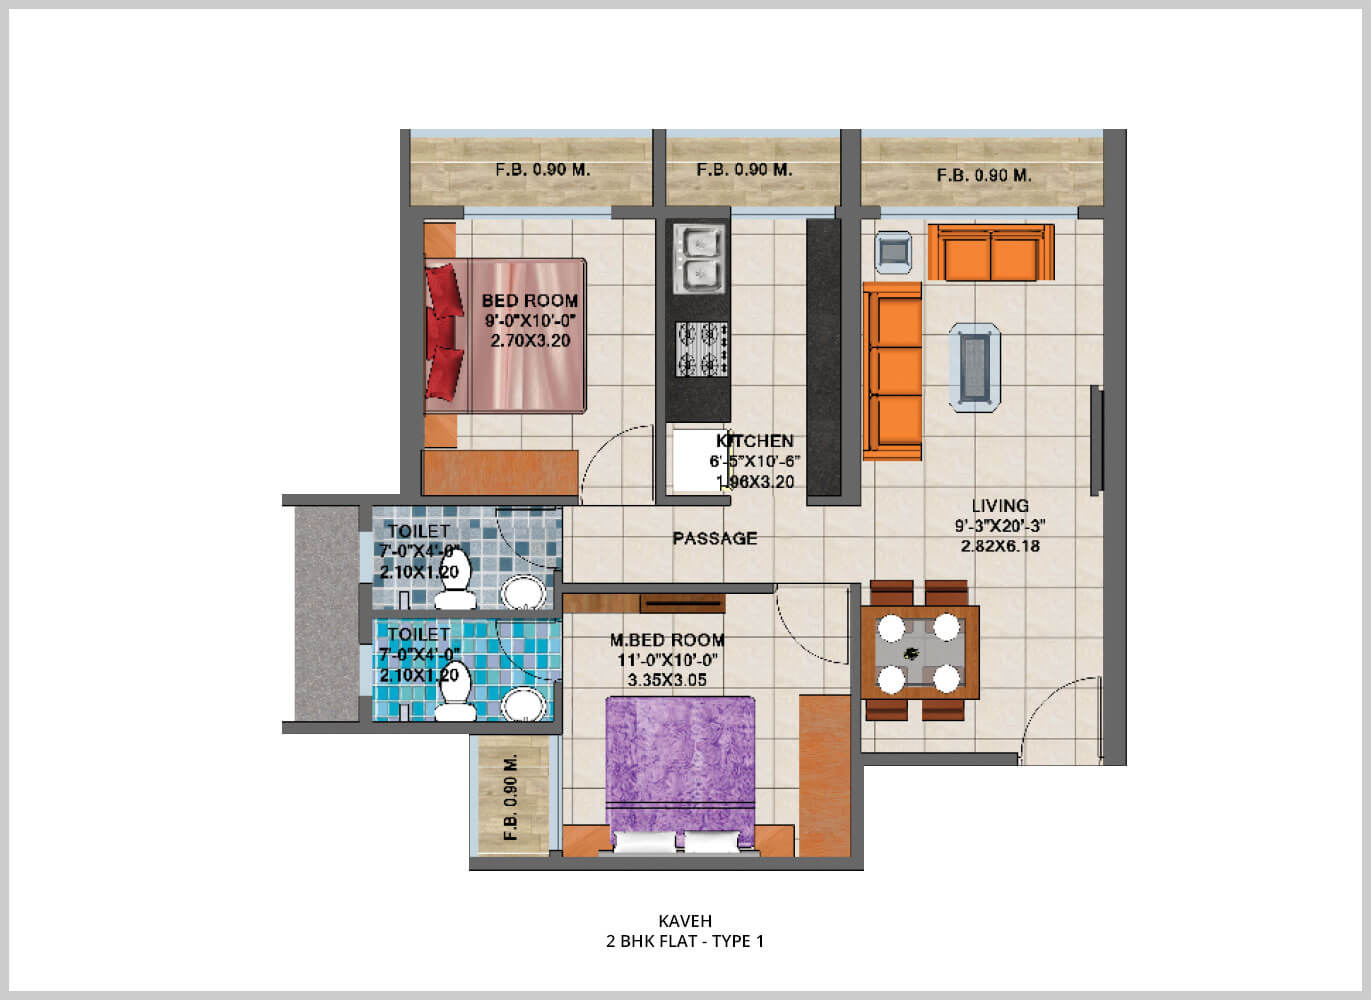 F.B. 0.90 M.
F.B. 0.90 M.
F.B. 0.90 M.
BED ROOM
9'-0"X10'-0"
2.70X3.20
KITCHEN
6'-5"X10'-6"
1.96X3.20
LIVING
9'-3"X20'-3"
2.82X6.18
PASSAGE
TOILET
7'-0"X4'-0"
2.10X1.20
TOILET
7'-0"X4'-0"
2.10X1.20
M.BED ROOM
11'-0"X10'-0"
3.35X3.05
F.B. 0.90 M.
KAVEH
2 BHK FLAT - TYPE 1